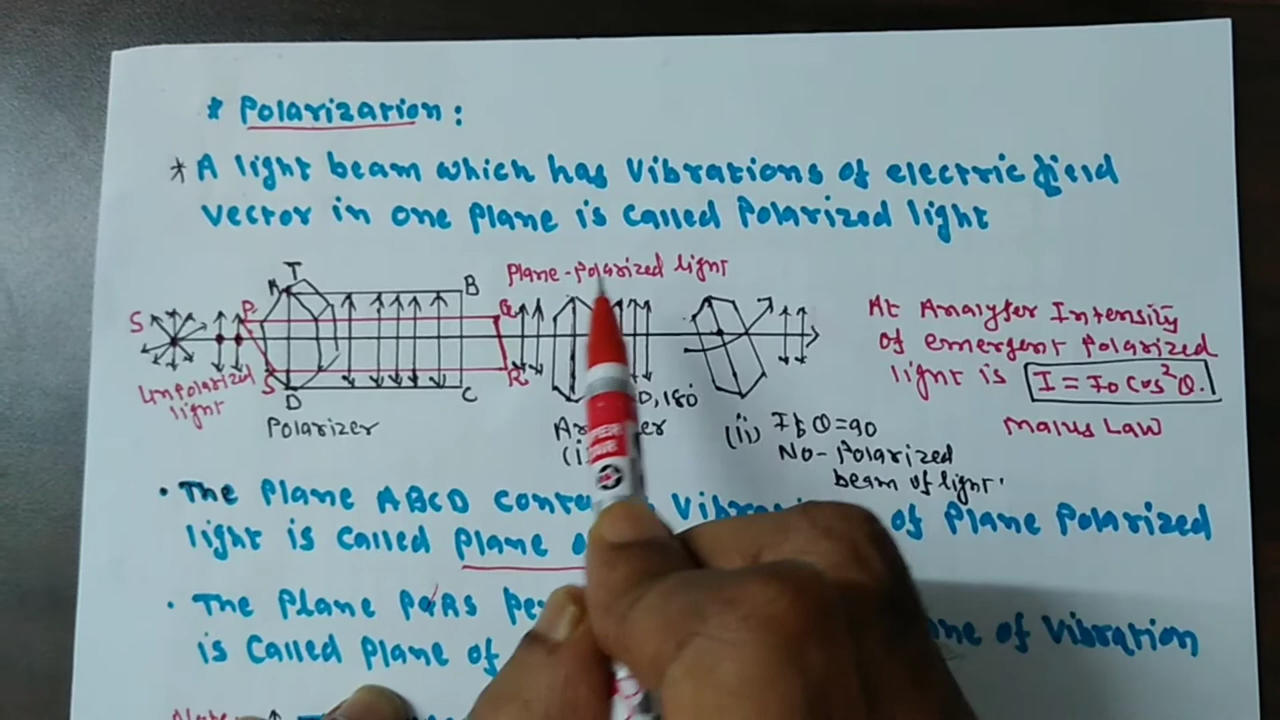 * Polarization:
* A light beam which has vibrations of electric field
vector in one plane is called Polarized light
T
A B
Plane-Polarized light
S P Q
Unpolarized
light
S R
D C
Polarizer
0, 180
(ii) If θ=90
No-Polarized
beam of light.
At Analyser Intensity
of emergent Polarized
light is I = I0 cos²θ.
Malus Law
• The Plane ABCD Vibra of Plane Polarized
light is called Plane
• The Plane PQRS ne of Vibration
is called Plane of